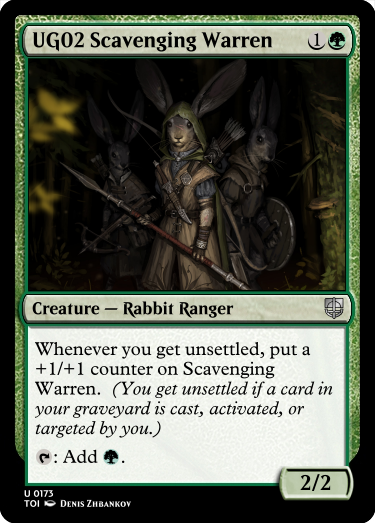 UG02 Scavenging Warren 1
Creature — Rabbit Ranger
Whenever you get unsettled, put a
+1/+1 counter on Scavenging
Warren. (You get unsettled if a card in
your graveyard is cast, activated, or
targeted by you.)
: Add .
2/2
U 0173
TOI DENIS ZHBANKOV